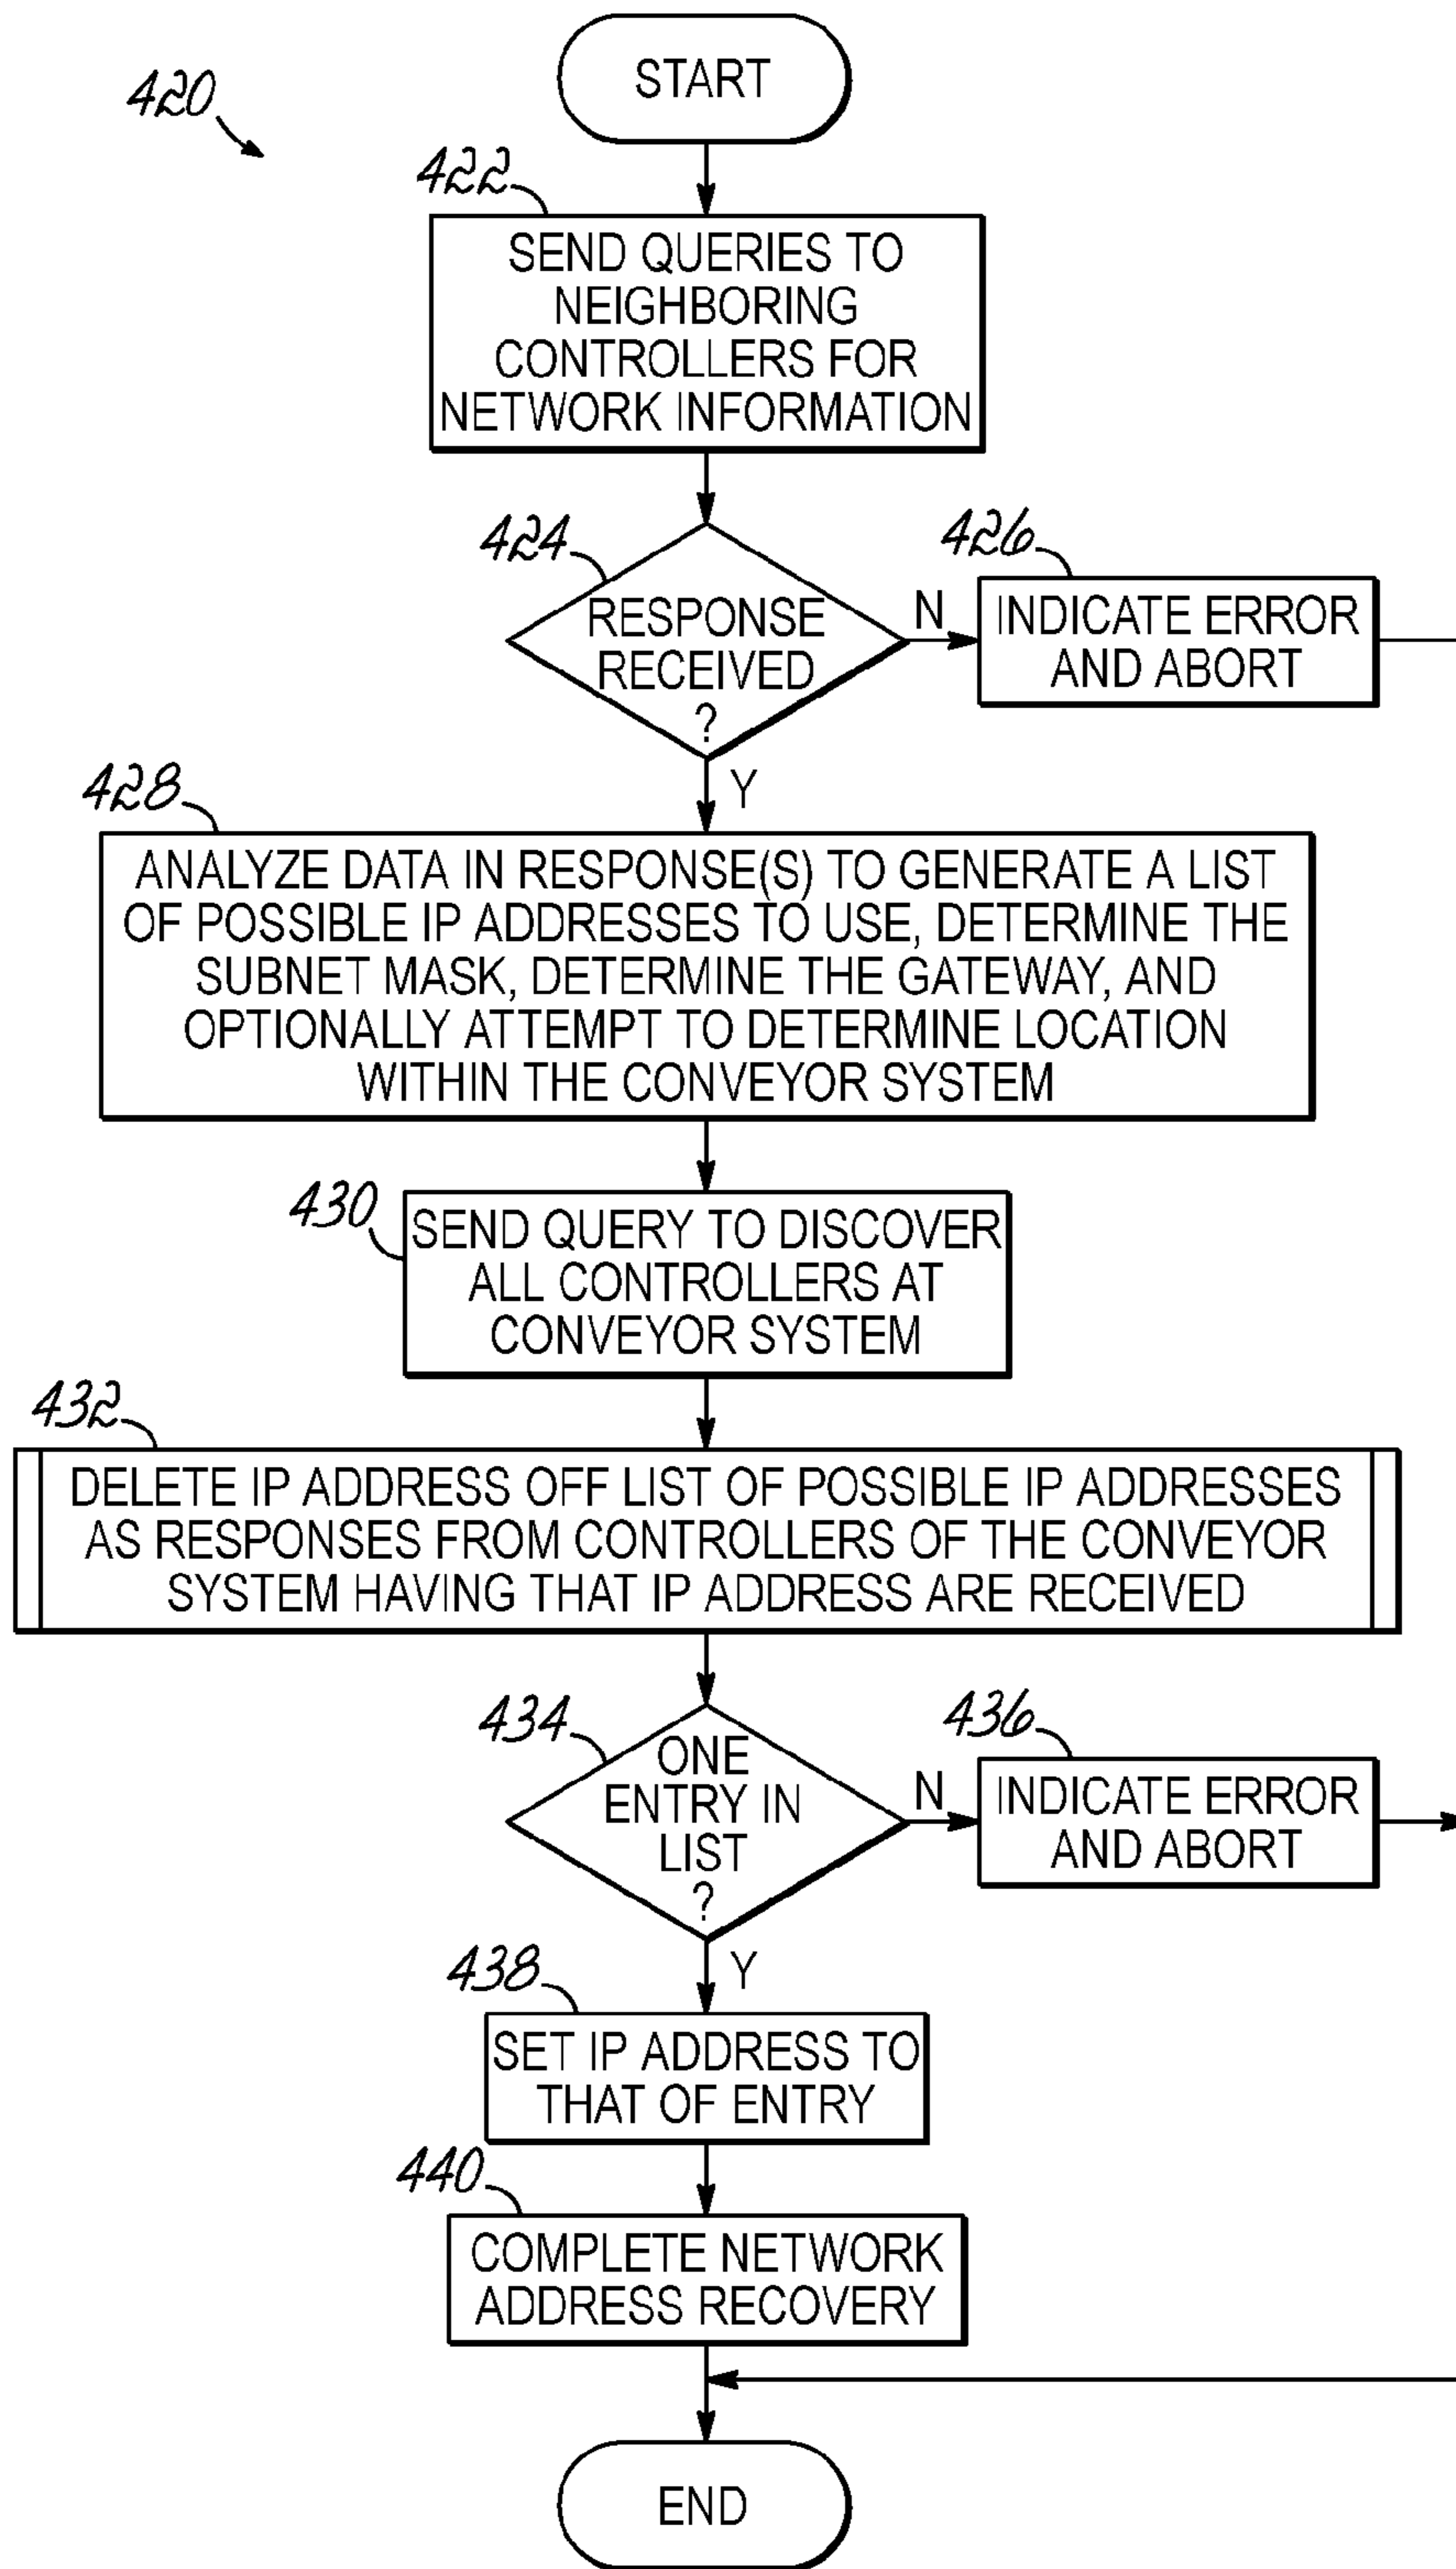 START
420
422
SEND QUERIES TO
NEIGHBORING
CONTROLLERS FOR
NETWORK INFORMATION
424
RESPONSE
RECEIVED
?
N
426
INDICATE ERROR
AND ABORT
Y
428
ANALYZE DATA IN RESPONSE(S) TO GENERATE A LIST
OF POSSIBLE IP ADDRESSES TO USE, DETERMINE THE
SUBNET MASK, DETERMINE THE GATEWAY, AND
OPTIONALLY ATTEMPT TO DETERMINE LOCATION
WITHIN THE CONVEYOR SYSTEM
430
SEND QUERY TO DISCOVER
ALL CONTROLLERS AT
CONVEYOR SYSTEM
432
DELETE IP ADDRESS OFF LIST OF POSSIBLE IP ADDRESSES
AS RESPONSES FROM CONTROLLERS OF THE CONVEYOR
SYSTEM HAVING THAT IP ADDRESS ARE RECEIVED
434
ONE
ENTRY IN
LIST
?
N
436
INDICATE ERROR
AND ABORT
Y
438
SET IP ADDRESS TO
THAT OF ENTRY
440
COMPLETE NETWORK
ADDRESS RECOVERY
END